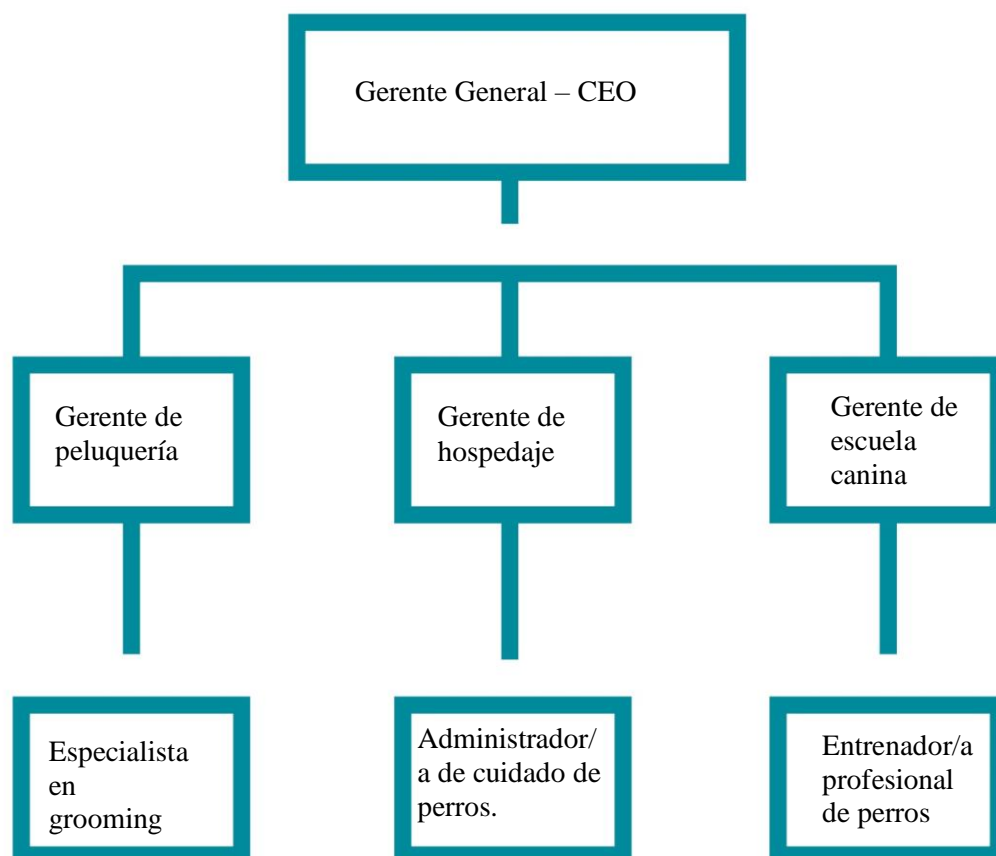 Gerente General – CEO
Gerente de
peluquería
Gerente de
hospedaje
Gerente de
escuela
canina
Especialista
en
grooming
Administrador/
a de cuidado de
perros.
Entrenador/a
profesional
de perros